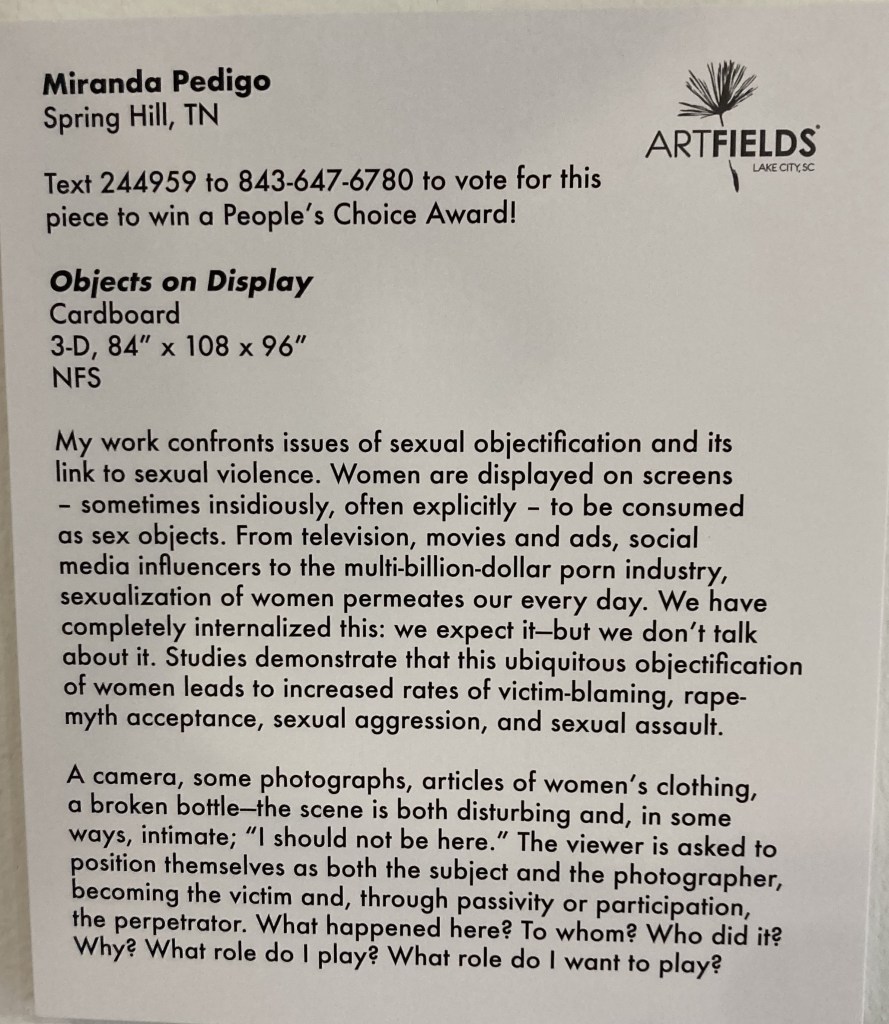 Miranda Pedigo
Spring Hill, TN
ARTFIELDS®
LAKE CITY, SC
Text 244959 to 843-647-6780 to vote for this
piece to win a People's Choice Award!
Objects on Display
Cardboard
3-D, 84" x 108 x 96"
NFS
My work confronts issues of sexual objectification and its
link to sexual violence. Women are displayed on screens
– sometimes insidiously, often explicitly – to be consumed
as sex objects. From television, movies and ads, social
media influencers to the multi-billion-dollar porn industry,
sexualization of women permeates our every day. We have
completely internalized this: we expect it—but we don't talk
about it. Studies demonstrate that this ubiquitous objectification
of women leads to increased rates of victim-blaming, rape-
myth acceptance, sexual aggression, and sexual assault.
A camera, some photographs, articles of women's clothing,
a broken bottle—the scene is both disturbing and, in some
ways, intimate; "I should not be here." The viewer is asked to
position themselves as both the subject and the photographer,
becoming the victim and, through passivity or participation,
the perpetrator. What happened here? To whom? Who did it?
Why? What role do I play? What role do I want to play?